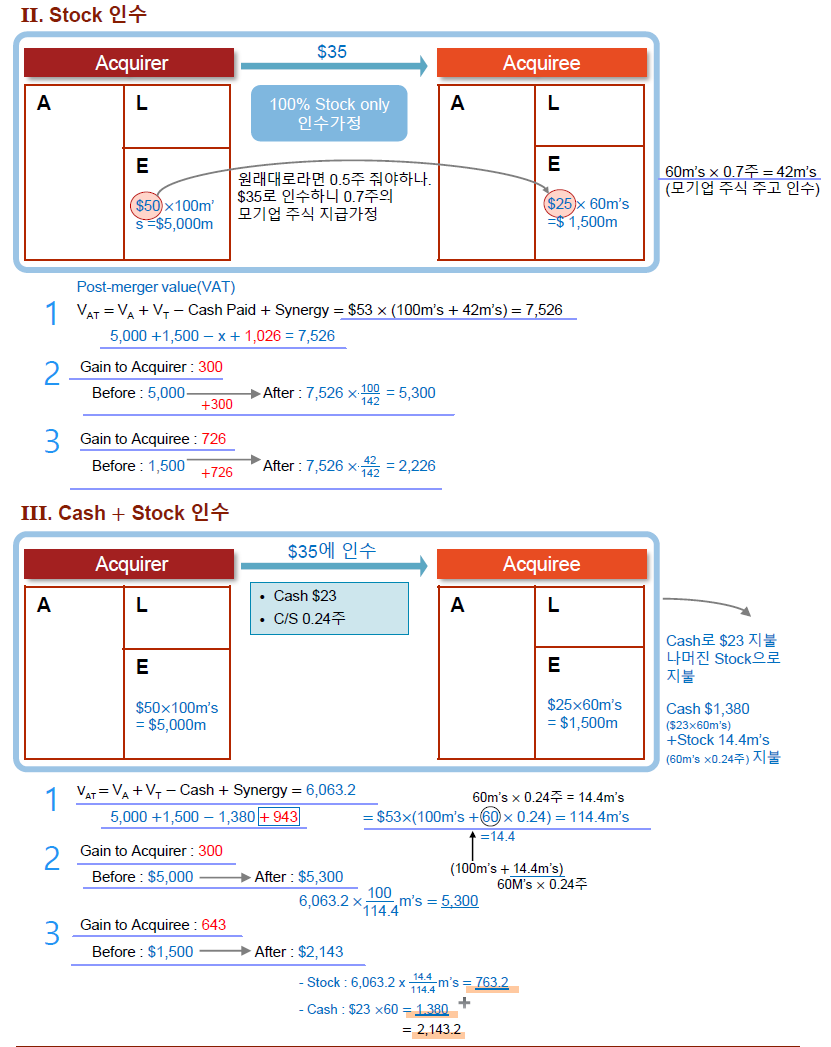 II. Stock 인수
Acquirer
$35
Acquiree
100% Stock only
인수가정
A
L
E
$50×100m'
s =$5,000m
원래대로라면 0.5주 줘야하나.
$35로 인수하니 0.7주의
모기업 주식 지급가정
A
L
E
$25× 60m's
=$ 1,500m
60m's × 0.7주 = 42m's
(모기업 주식 주고 인수)
Post-merger value(VAT)
1
VAT = VA + VT − Cash Paid + Synergy = $53 × (100m's + 42m's) = 7,526
5,000 +1,500 − x + 1,026 = 7,526
2
Gain to Acquirer : 300
Before : 5,000
+300
After : 7,526 × 100/142 = 5,300
3
Gain to Acquiree : 726
Before : 1,500
+726
After : 7,526 × 42/142 = 2,226
III. Cash + Stock 인수
Acquirer
$35에 인수
Acquiree
• Cash $23
• C/S 0.24주
A
L
E
$50×100m's
= $5,000m
A
L
E
$25×60m's
= $1,500m
Cash로 $23 지불
나머진 Stock으로
지불
Cash $1,380
($23×60m's)
+Stock 14.4m's
(60m's ×0.24주) 지불
1
VAT = VA + VT − Cash + Synergy = 6,063.2
60m's × 0.24주 = 14.4m's
5,000 +1,500 − 1,380 + 943
= $53×(100m's + 60 × 0.24) = 114.4m's
=14.4
(100m's + 14.4m's)
60M's × 0.24주
2
Gain to Acquirer : 300
Before : $5,000
After : $5,300
6,063.2 × 100/114.4 m's = 5,300
3
Gain to Acquiree : 643
Before : $1,500
After : $2,143
- Stock : 6,063.2 x 14.4/114.4 m's = 763.2
- Cash : $23 ×60 = 1,380
+
= 2,143.2